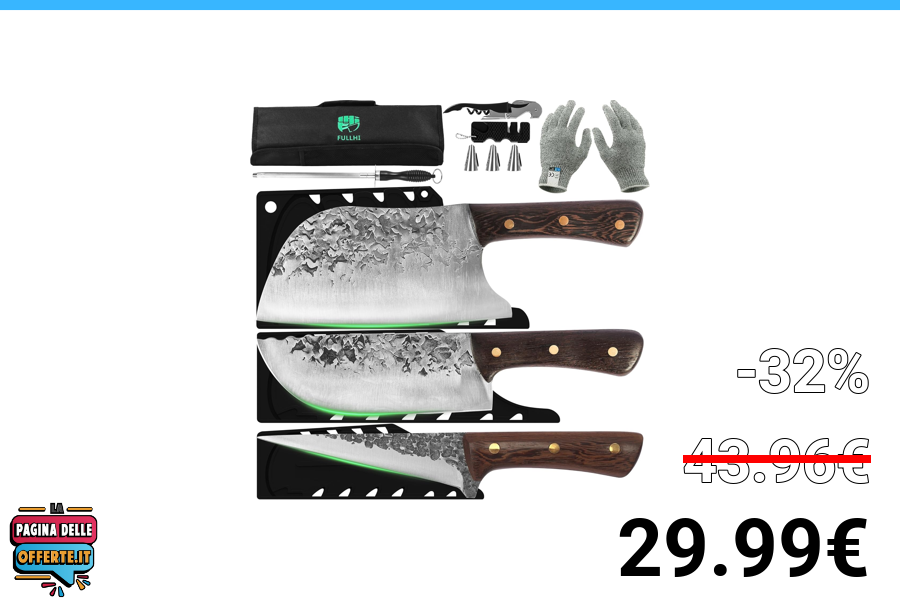 FULLHI
-32%
43.96€
29.99€
LA
PAGINA DELLE
OFFERTE.IT